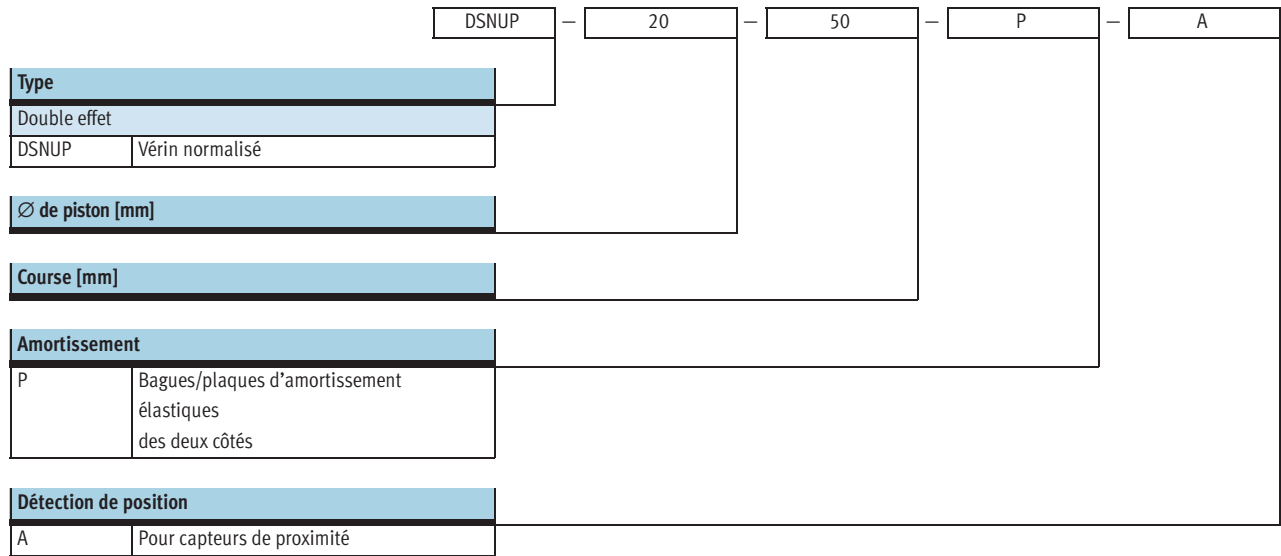 DSNUP – 20 – 50 – P – A
Type
Double effet
DSNUP Vérin normalisé
∅ de piston [mm]
Course [mm]
Amortissement
P Bagues/plaques d’amortissement
élastiques
des deux côtés
Détection de position
A Pour capteurs de proximité